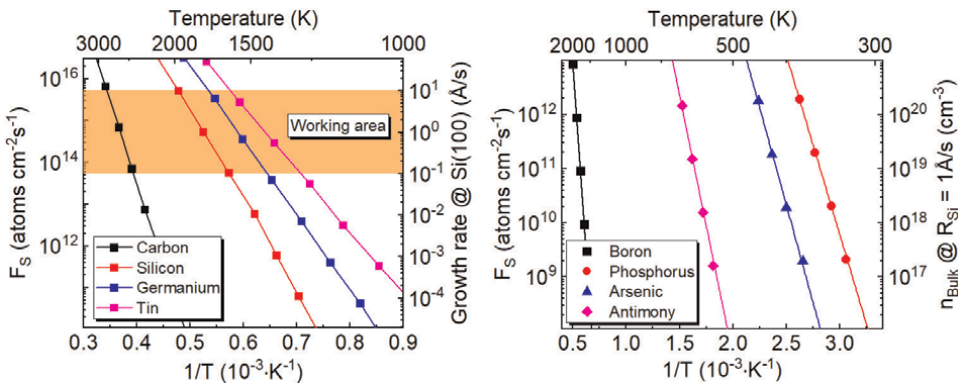 Temperature (K)
3000 2000 1500 1000
10^16
10^14
10^12
F_S (atoms cm^-2 s^-1)
Working area
10^1
10^0
10^-1
10^-2
10^-3
10^-4
Growth rate @ Si(100) (Å/s)
Carbon
Silicon
Germanium
Tin
0.3 0.4 0.5 0.6 0.7 0.8 0.9
1/T (10^-3·K^-1)
Temperature (K)
2000 1000 500 300
10^12
10^11
10^10
10^9
F_S (atoms cm^-2 s^-1)
10^20
10^19
10^18
10^17
n_Bulk @ R_Si = 1Å/s (cm^-3)
Boron
Phosphorus
Arsenic
Antimony
0.5 1.0 1.5 2.0 2.5 3.0
1/T (10^-3·K^-1)